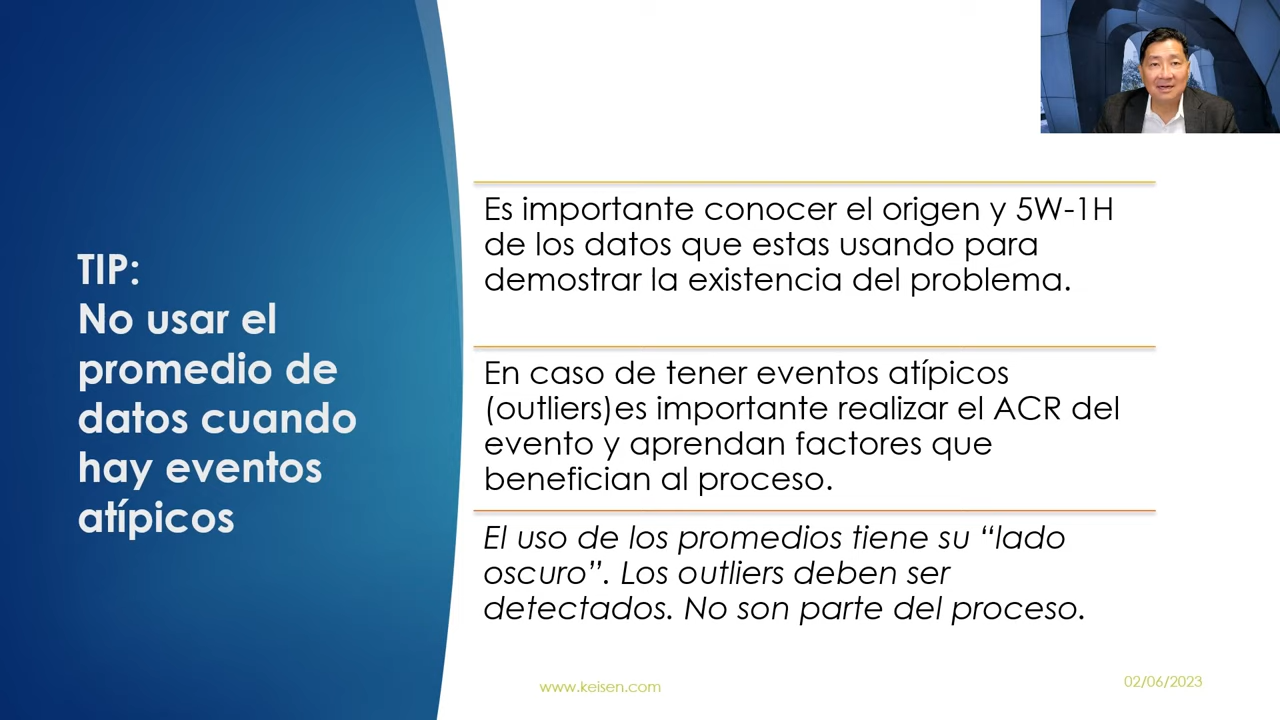 TIP:
No usar el
promedio de
datos cuando
hay eventos
atípicos
Es importante conocer el origen y 5W-1H
de los datos que estas usando para
demostrar la existencia del problema.
En caso de tener eventos atípicos
(outliers)es importante realizar el ACR del
evento y aprendan factores que
benefician al proceso.
El uso de los promedios tiene su “lado
oscuro”. Los outliers deben ser
detectados. No son parte del proceso.
www.keisen.com
02/06/2023